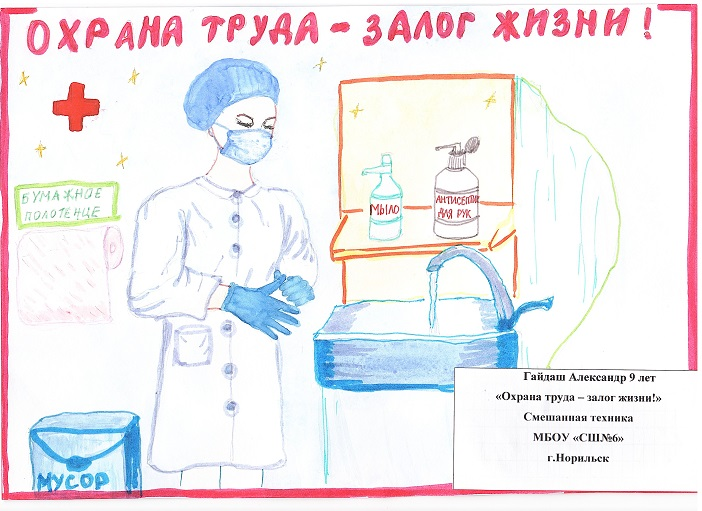 ОХРАНА ТРУДА - ЗАЛОГ ЖИЗНИ!
БУМАЖНОЕ
ПОЛОТЕНЦЕ
МЫЛО
АНТИСЕПТИК
ДЛЯ РУК
МУСОР
Гайдаш Александр 9 лет
«Охрана труда – залог жизни!»
Смешанная техника
МБОУ «СШ№6»
г.Норильск